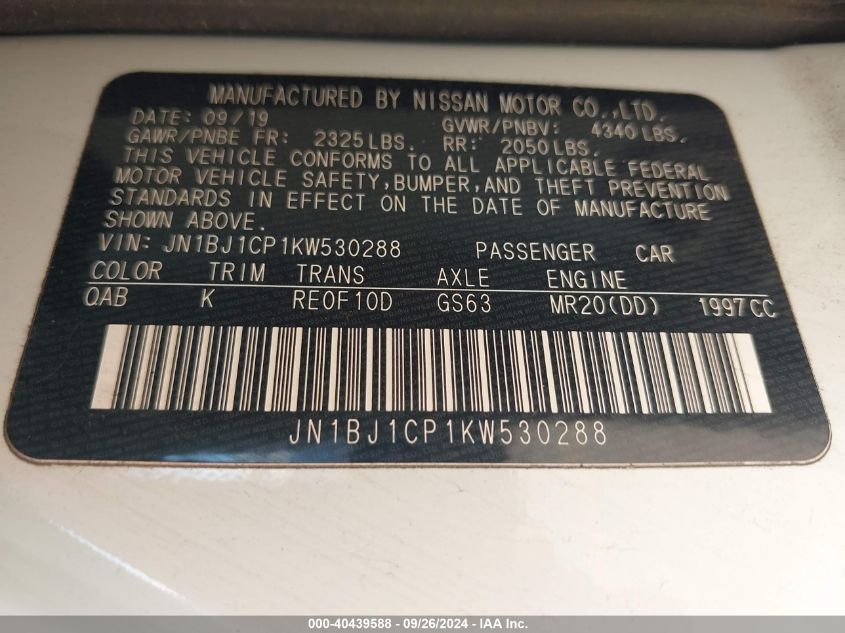 MANUFACTURED BY NISSAN MOTOR CO.,LTD.
DATE: 09/19 GVWR/PNBV: 4340 LBS.
GAWR/PNBE FR: 2325 LBS. RR: 2050 LBS.
THIS VEHICLE CONFORMS TO ALL APPLICABLE FEDERAL
MOTOR VEHICLE SAFETY, BUMPER, AND THEFT PREVENTION
STANDARDS IN EFFECT ON THE DATE OF MANUFACTURE
SHOWN ABOVE.
VIN: JN1BJ1CP1KW530288 PASSENGER CAR
COLOR TRIM TRANS AXLE ENGINE
QAB K RE0F10D GS63 MR20(DD) 1997CC
JN1BJ1CP1KW530288
000-40439588 - 09/26/2024 - IAA Inc.